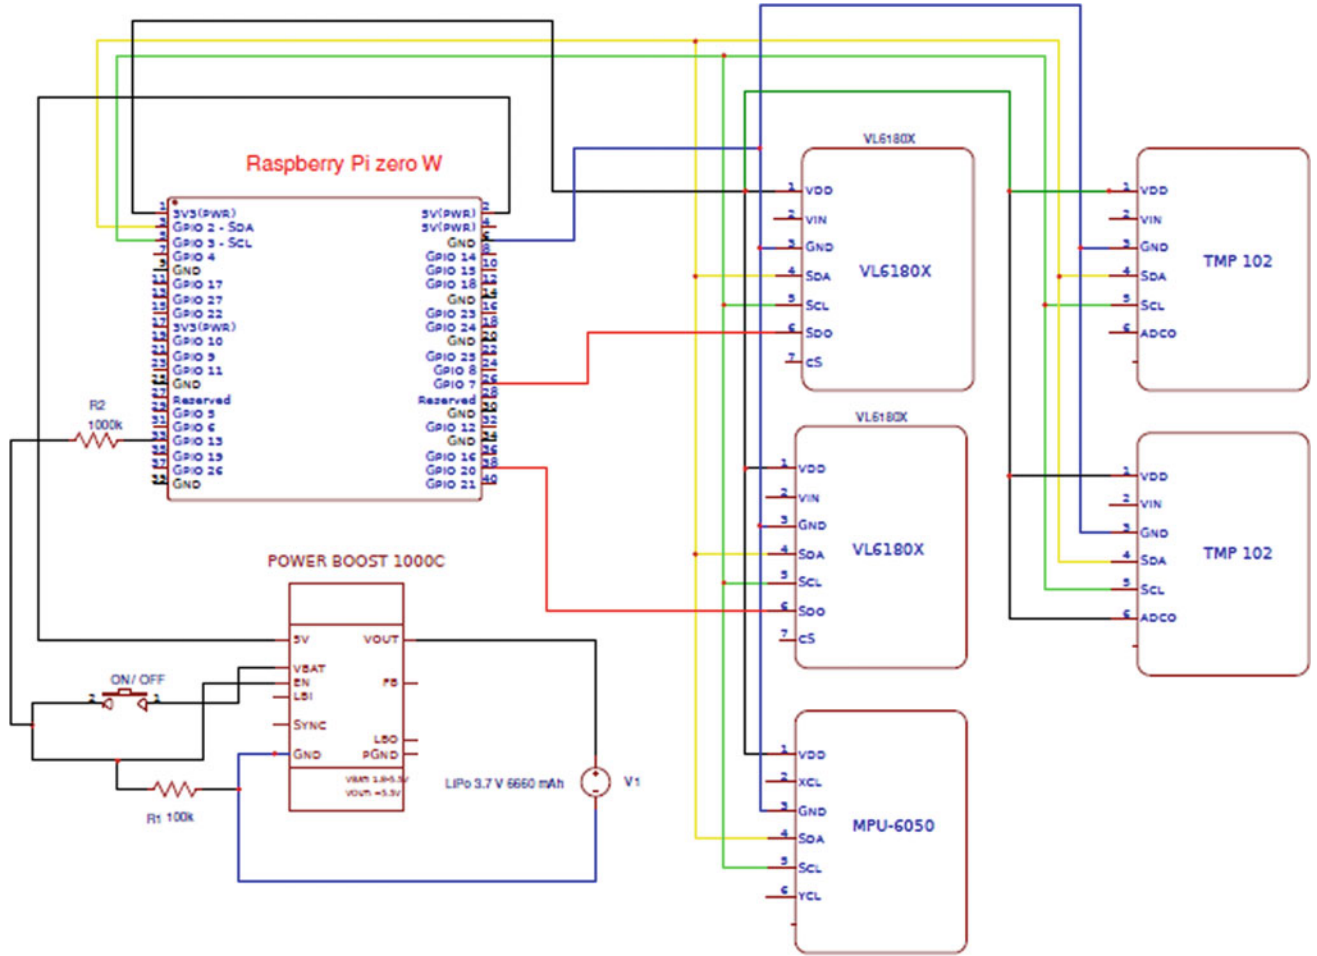 VL6180X
Raspberry Pi zero W
1 3V3(PWR)
GPIO 2 - SDA
5 GPIO 3 - SCL
7 GPIO 4
9 GND
11 GPIO 17
13 GPIO 27
15 GPIO 22
17 3V3(PWR)
19 GPIO 10
21 GPIO 9
23 GPIO 11
GND
27 Reserved
29 GPIO 5
31 GPIO 6
33 GPIO 13
35 GPIO 19
37 GPIO 26
39 GND
5V(PWR) 2
5V(PWR) 4
GND 6
GPIO 14 8
GPIO 15 10
GPIO 18 12
GND 14
GPIO 23 16
GPIO 24 18
GND 20
GPIO 25 22
GPIO 8 24
GPIO 7 26
Reserved 28
GND 30
GPIO 12 32
GND 34
GPIO 16 36
GPIO 20 38
GPIO 21 40
R2
1000k
1 VDD
2 VIN
3 GND
4 SDA
5 SCL
6 SDO
7 CS
VL6180X
1 VDD
2 VIN
3 GND
4 SDA
5 SCL
6 ADCO
TMP 102
VL6180X
1 VDD
2 VIN
3 GND
4 SDA
5 SCL
6 SDO
7 CS
VL6180X
1 VDD
2 VIN
3 GND
4 SDA
5 SCL
6 ADCO
TMP 102
POWER BOOST 1000C
5V
VBAT
EN
LBI
SYNC
GND
VOUT
FB
LBO
PGND
ON/ OFF
2 1
R1 100k
LiPo 3.7 V 6660 mAh
V1
1 VDD
2 XCL
3 GND
4 SDA
5 SCL
6 YCL
MPU-6050